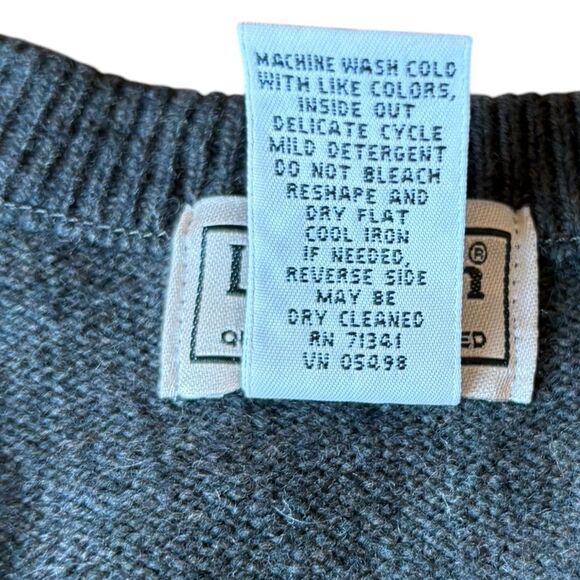 MACHINE WASH COLD
WITH LIKE COLORS,
INSIDE OUT
DELICATE CYCLE
MILD DETERGENT
DO NOT BLEACH
RESHAPE AND
DRY FLAT
COOL IRON
IF NEEDED,
REVERSE SIDE
MAY BE
DRY CLEANED
RN 71341
VN 05498
®